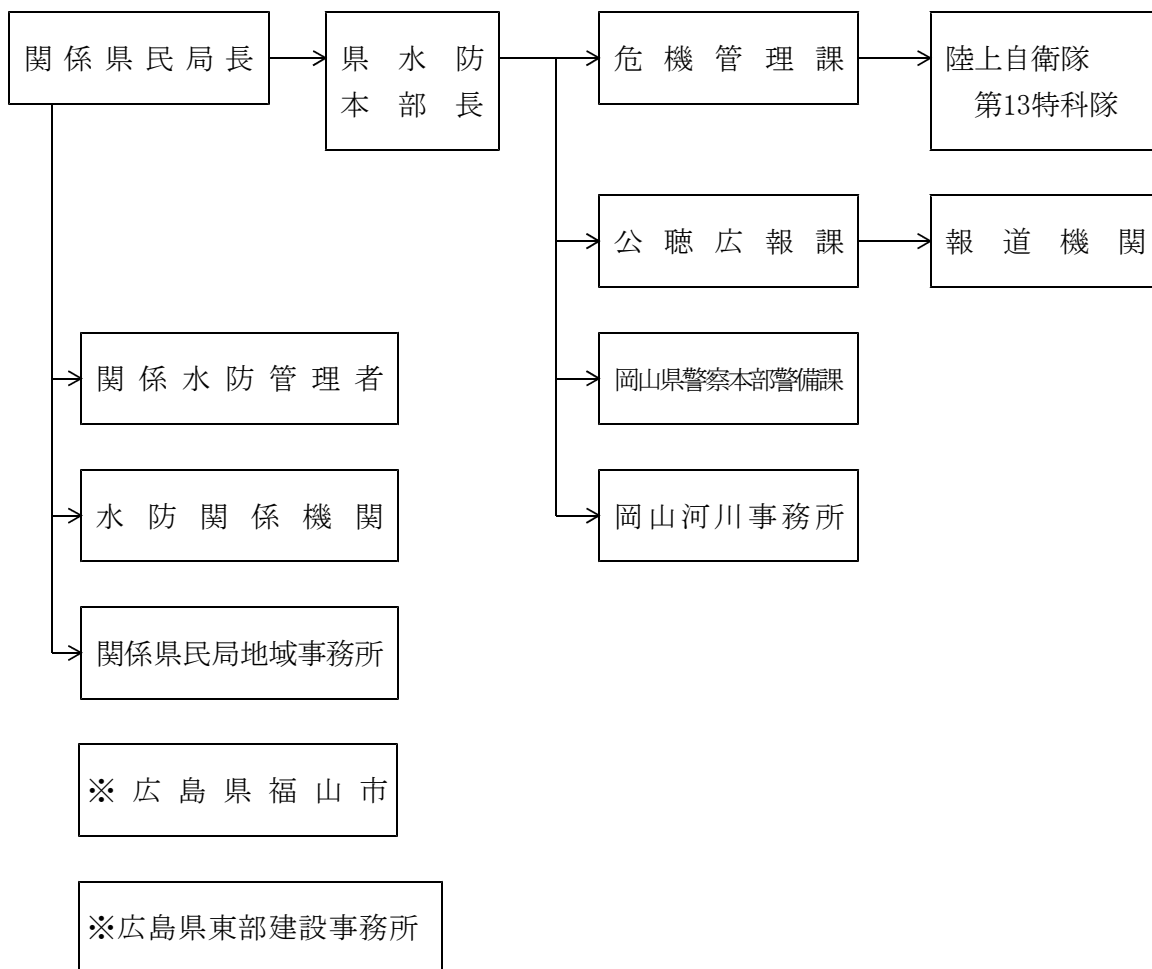 関係県民局長
県水防
本部長
危機管理課
陸上自衛隊
第13特科隊
公聴広報課
報道機関
関係水防管理者
岡山県警察本部警備課
水防関係機関
岡山河川事務所
関係県民局地域事務所
※広島県福山市
※広島県東部建設事務所